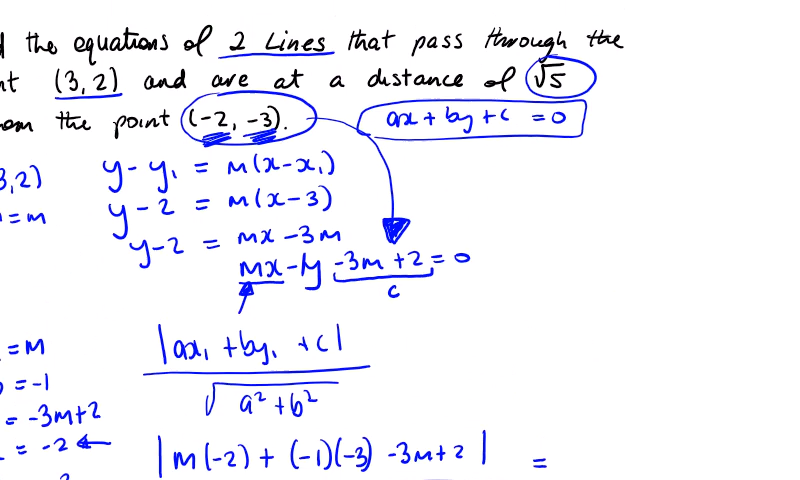 the equations of 2 Lines that pass through the
(3, 2) and are at a distance of √5
the point (-2, -3).
ax + by + c = 0
3,2)
= m
y - y₁ = m(x - x₁)
y - 2 = m(x - 3)
y - 2 = mx - 3m
mx - 1y - 3m + 2 = 0
c
= m
= -1
= -3m + 2
= -2 ←
|ax₁ + by₁ + c|
√a² + b²
|m(-2) + (-1)(-3) - 3m + 2| =